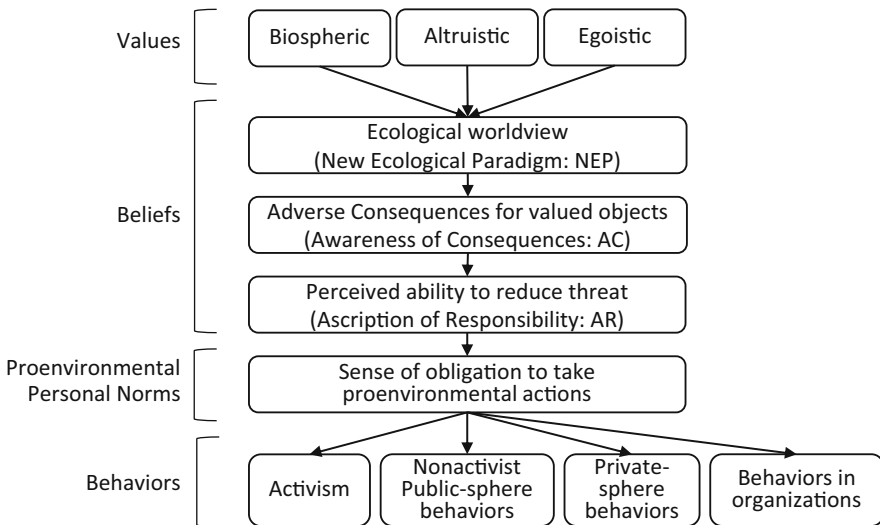 Values
Biospheric
Altruistic
Egoistic
Beliefs
Ecological worldview
(New Ecological Paradigm: NEP)
Adverse Consequences for valued objects
(Awareness of Consequences: AC)
Perceived ability to reduce threat
(Ascription of Responsibility: AR)
Proenvironmental
Personal Norms
Sense of obligation to take
proenvironmental actions
Behaviors
Activism
Nonactivist
Public-sphere
behaviors
Private-
sphere
behaviors
Behaviors in
organizations